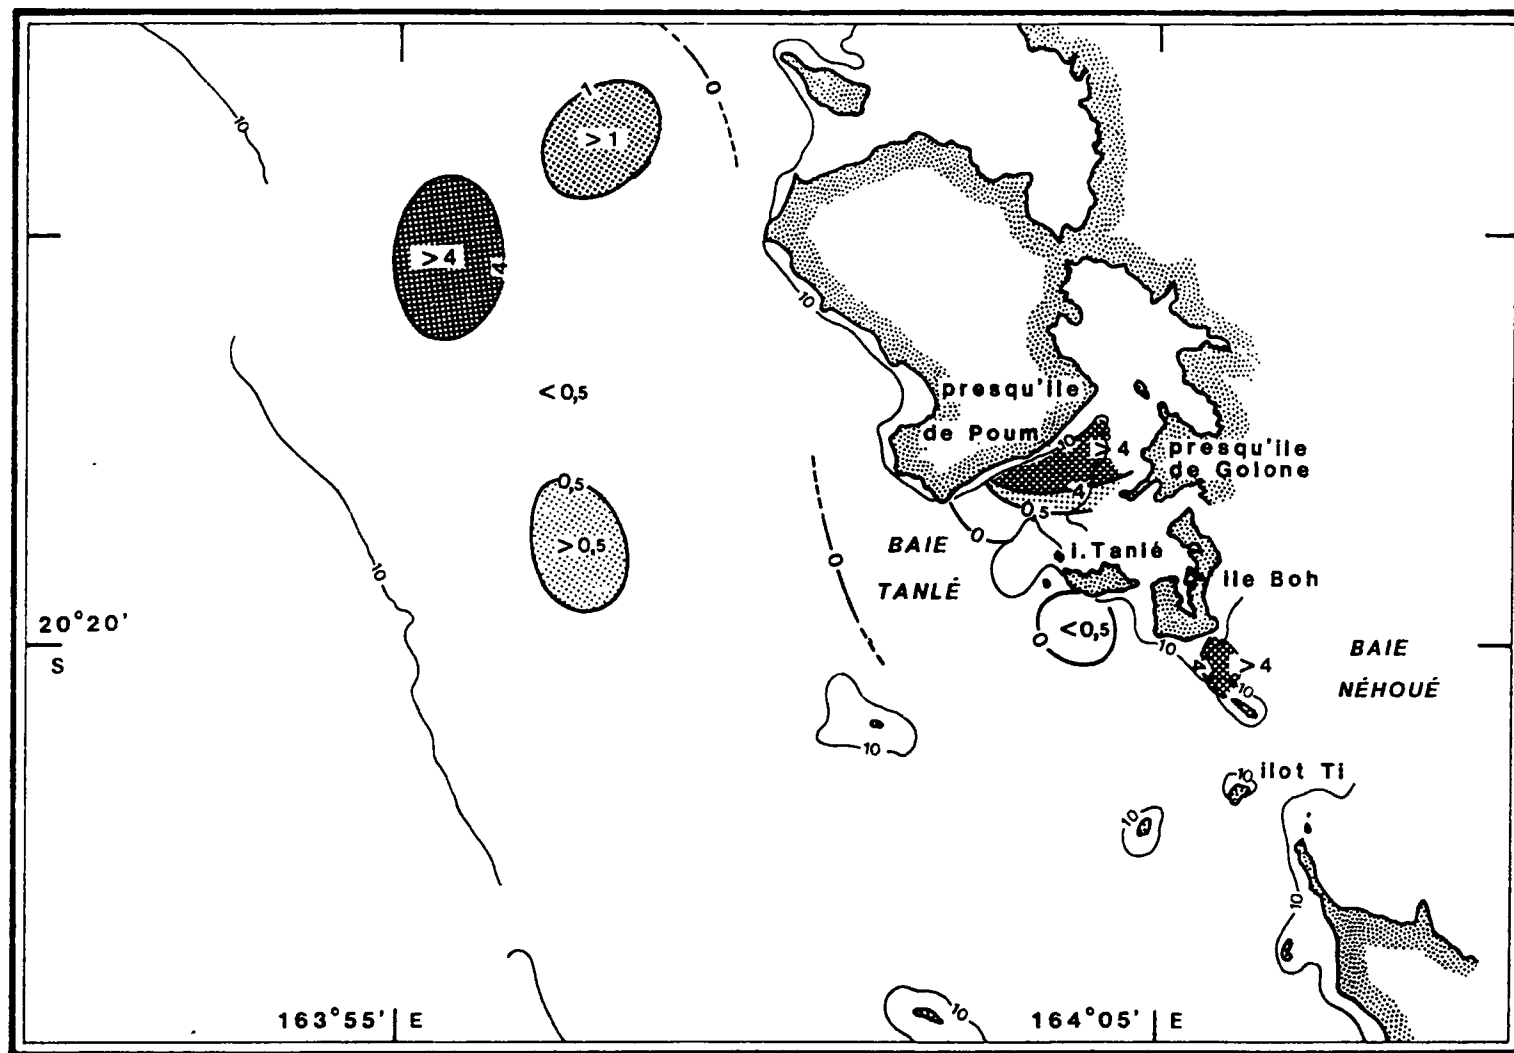 10
0
1
>1
>4
4
10
<0,5
presqu'ile
de Poum
10
>4
presqu'ile
de Golone
4
0,5
0,5
>0,5
0
0
BAIE
TANLÉ
i.Tanlé
ile Boh
10
20°20'
S
0
<0,5
10
4
>4
10
BAIE
NÉHOUÉ
10
10
ilot Ti
10
10
10
163°55' E
164°05' E